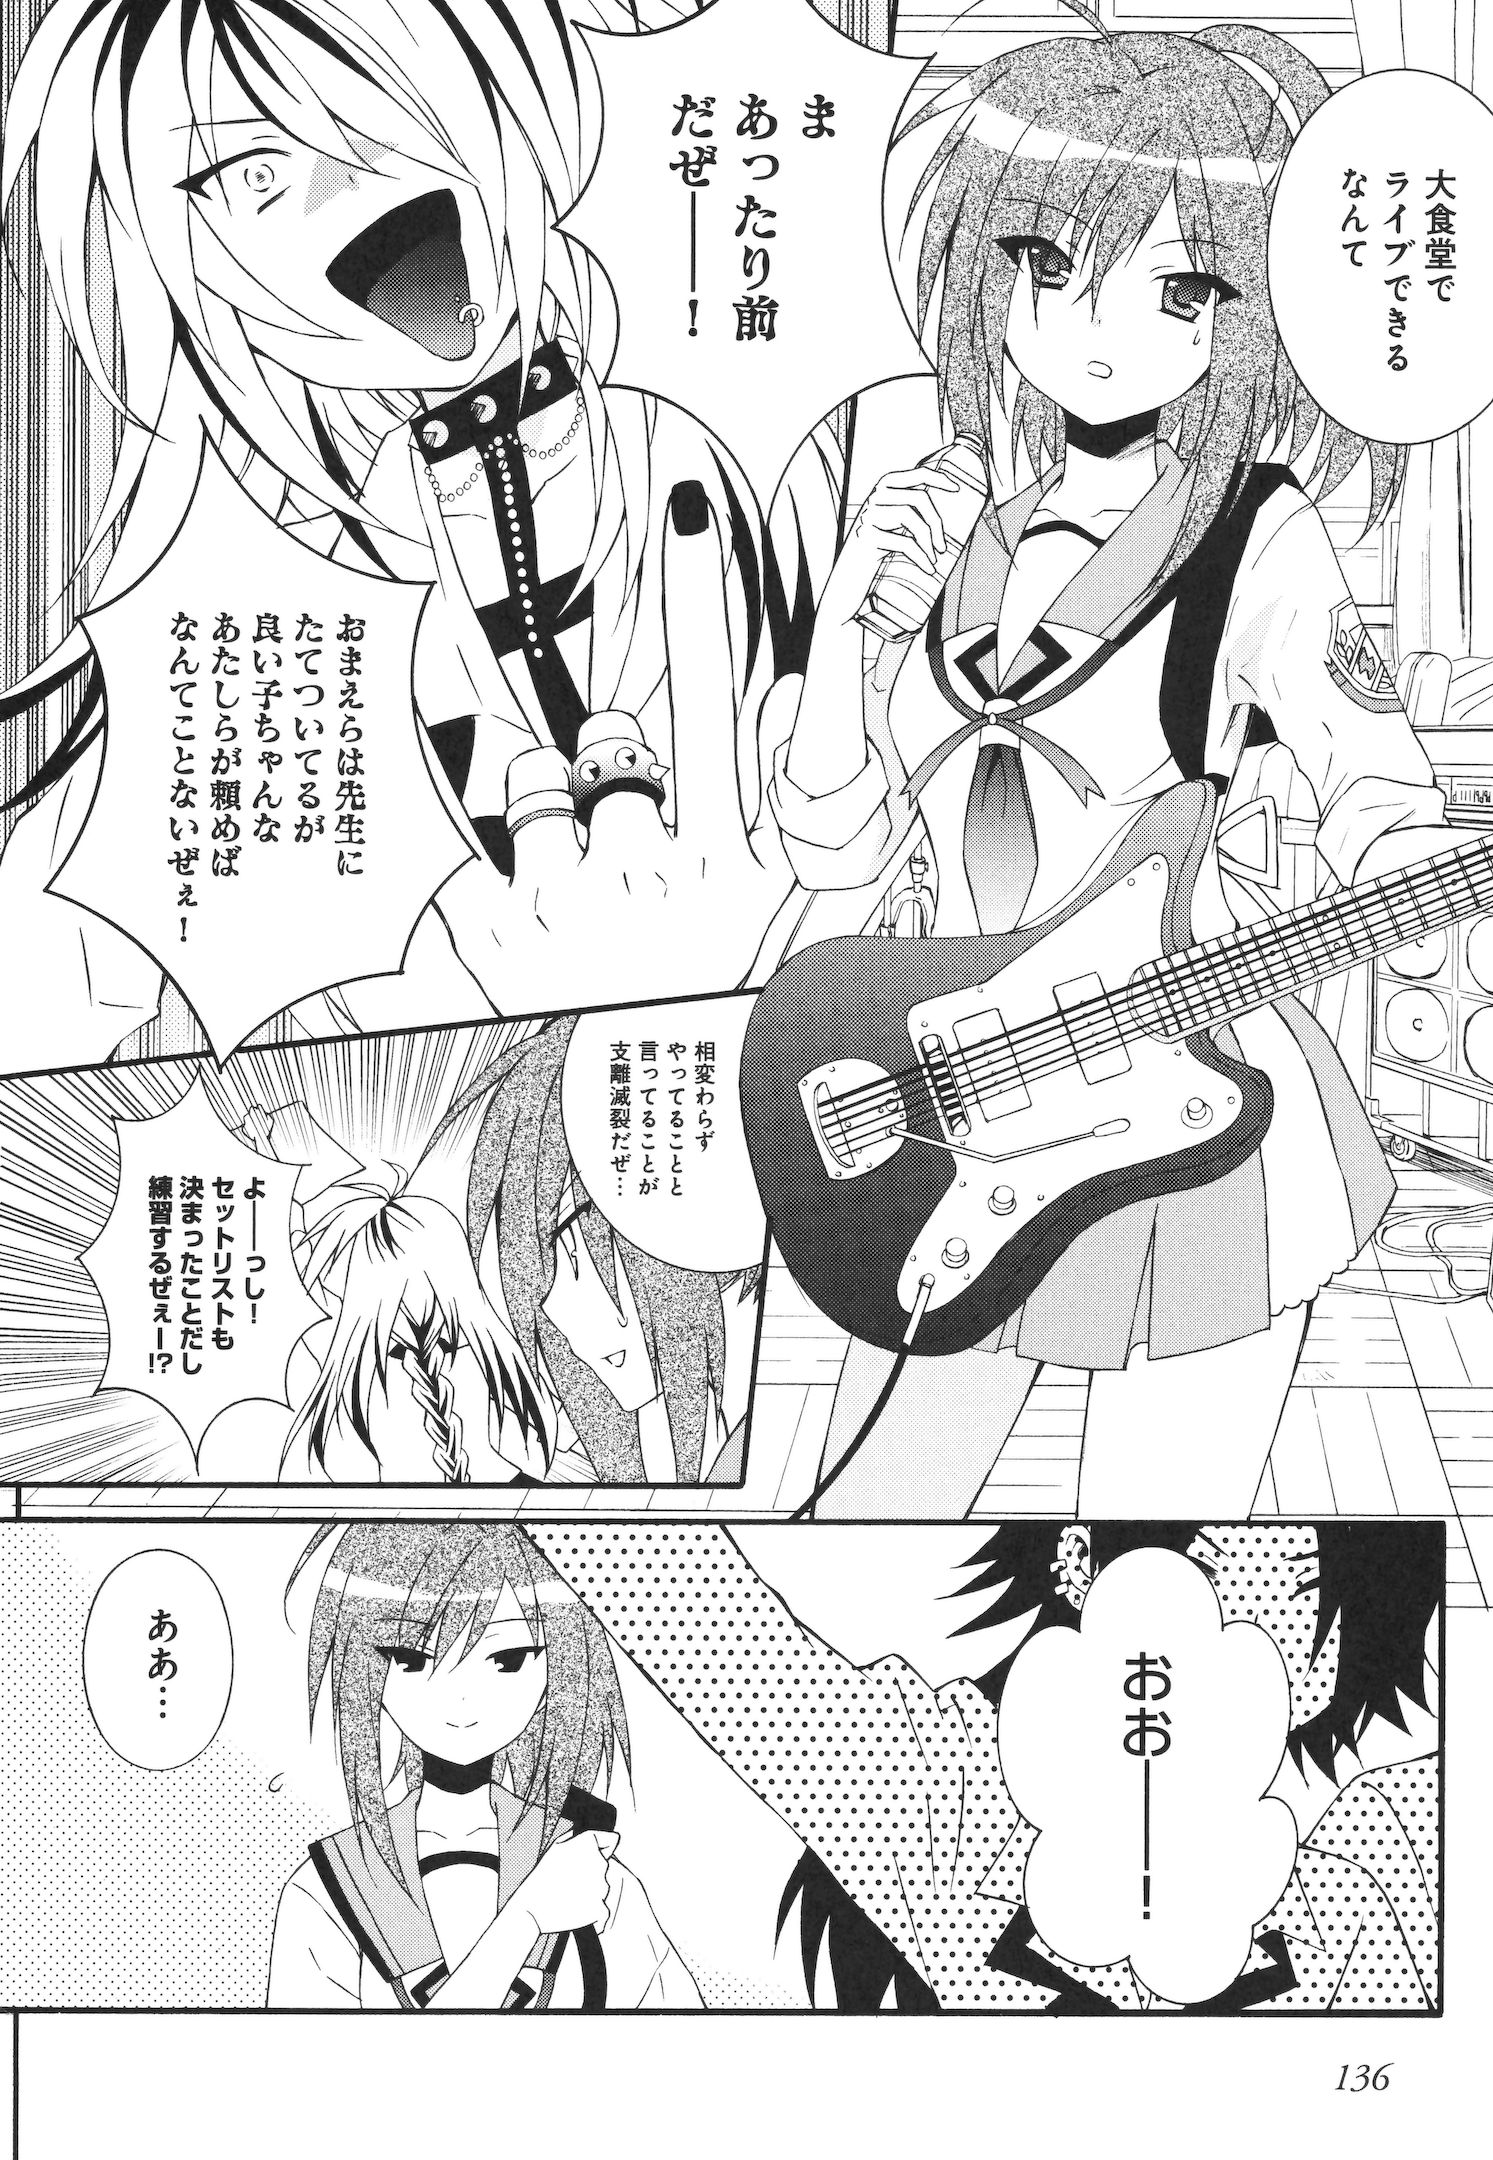 大食堂で
ライブできる
なんて
ま
あったり前
だぜ――!
おまえらは先生に
たてついてるが
良い子ちゃんな
あたしらが頼めば
なんてことないぜぇ!
相変わらず
やってることと
言ってることが
支離滅裂だぜ…
よ――っし!
セットリストも
決まったことだし
練習するぜぇー!?
おお――――!
ああ…
136